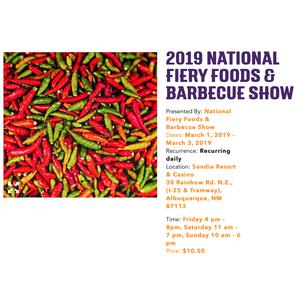 2019 NATIONAL
FIERY FOODS &
BARBECUE SHOW
Presented By: National
Fiery Foods &
Barbecue Show
Dates: March 1, 2019 -
March 3, 2019
Recurrence: Recurring
daily
Location: Sandia Resort
& Casino
30 Rainbow Rd. N.E.,
(I-25 & Tramway),
Albuquerque, NM
87113
Time: Friday 4 pm -
8pm, Saturday 11 am -
7 pm, Sunday 10 am - 6
pm
Price: $10.50